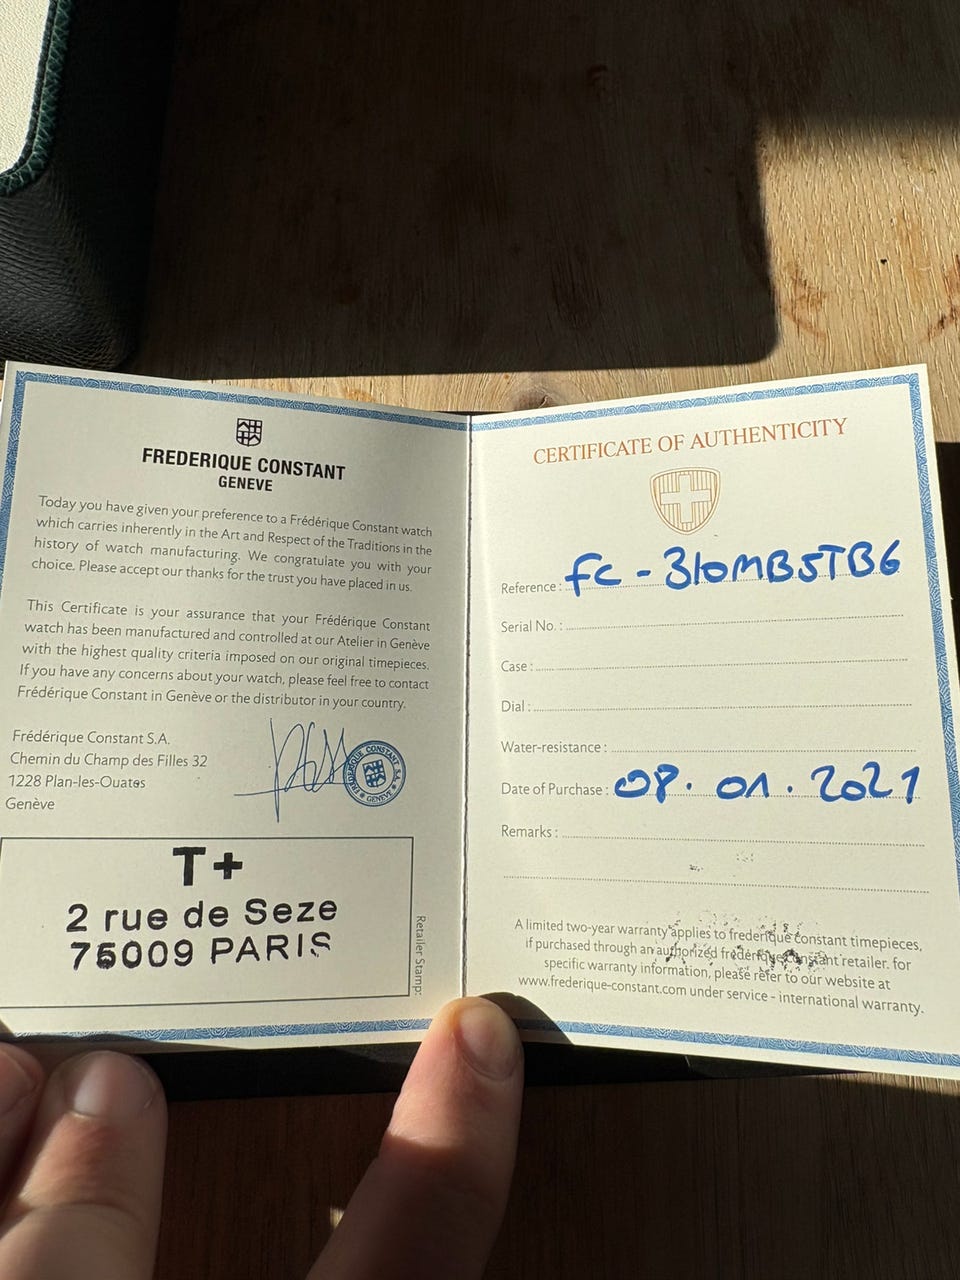 FREDERIQUE CONSTANT
GENEVE
Today you have given your preference to a Frédérique Constant watch
which carries inherently in the Art and Respect of the Traditions in the
history of watch manufacturing. We congratulate you with your
choice. Please accept our thanks for the trust you have placed in us.
This Certificate is your assurance that your Frédérique Constant
watch has been manufactured and controlled at our Atelier in Genève
with the highest quality criteria imposed on our original timepieces.
If you have any concerns about your watch, please feel free to contact
Frédérique Constant in Genève or the distributor in your country.
Frédérique Constant S.A.
Chemin du Champ des Filles 32
1228 Plan-les-Ouates
Genève
FRÉDÉRIQUE CONSTANT S.A.
GENÈVE
T+
2 rue de Seze
75009 PARIS
Retailer Stamp:
CERTIFICATE OF AUTHENTICITY
Reference : FC-310MB5TB6
Serial No. :
Case :
Dial :
Water-resistance :
Date of Purchase : 08.01.2021
Remarks :
A limited two-year warranty applies to frederique constant timepieces,
if purchased through an authorized frédérique constant retailer. for
specific warranty information, please refer to our website at
www.frederique-constant.com under service - international warranty.